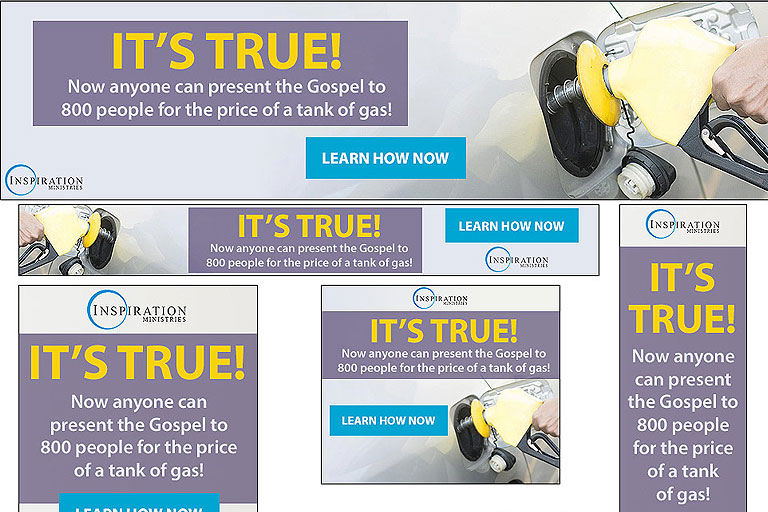 IT'S TRUE!
Now anyone can present the Gospel to
800 people for the price of a tank of gas!
LEARN HOW NOW
INSPIRATION
MINISTRIES
IT'S TRUE!
Now anyone can present the Gospel to
800 people for the price of a tank of gas!
LEARN HOW NOW
INSPIRATION
MINISTRIES
INSPIRATION
MINISTRIES
IT'S
TRUE!
Now anyone
can present
the Gospel to
800 people
for the price
of a tank
of gas!
INSPIRATION
MINISTRIES
IT'S TRUE!
Now anyone can
present the Gospel to
800 people for the price
of a tank of gas!
LEARN HOW NOW
INSPIRATION
MINISTRIES
IT'S TRUE!
Now anyone can present the Gospel to
800 people for the price of a tank of gas!
LEARN HOW NOW